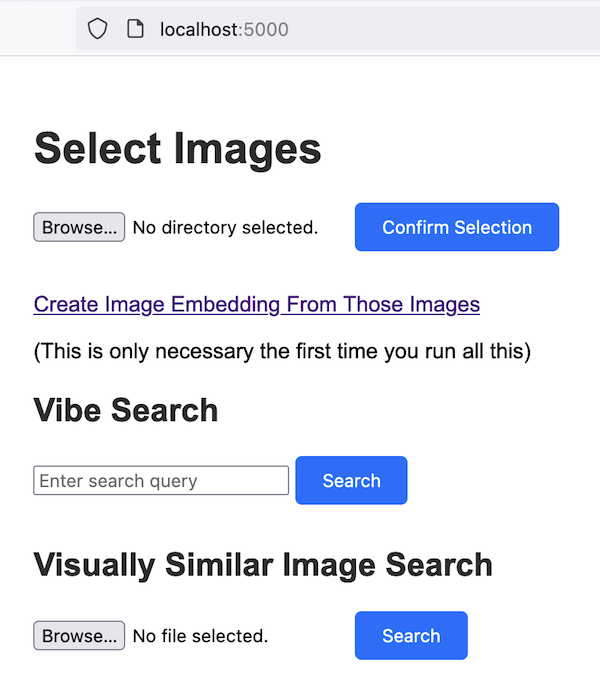 localhost:5000
Select Images
Browse... No directory selected. Confirm Selection
Create Image Embedding From Those Images
(This is only necessary the first time you run all this)
Vibe Search
Enter search query Search
Visually Similar Image Search
Browse... No file selected. Search